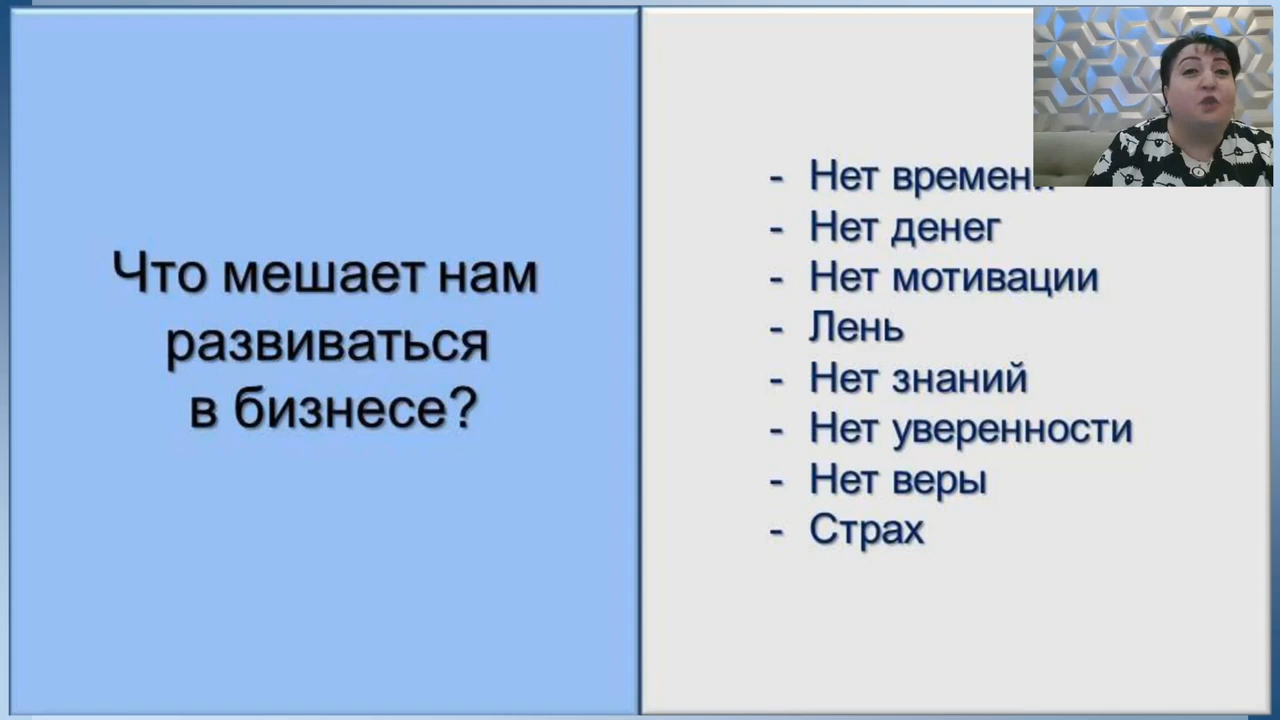 Что мешает нам
развиваться
в бизнесе?
- Нет времени
- Нет денег
- Нет мотивации
- Лень
- Нет знаний
- Нет уверенности
- Нет веры
- Страх